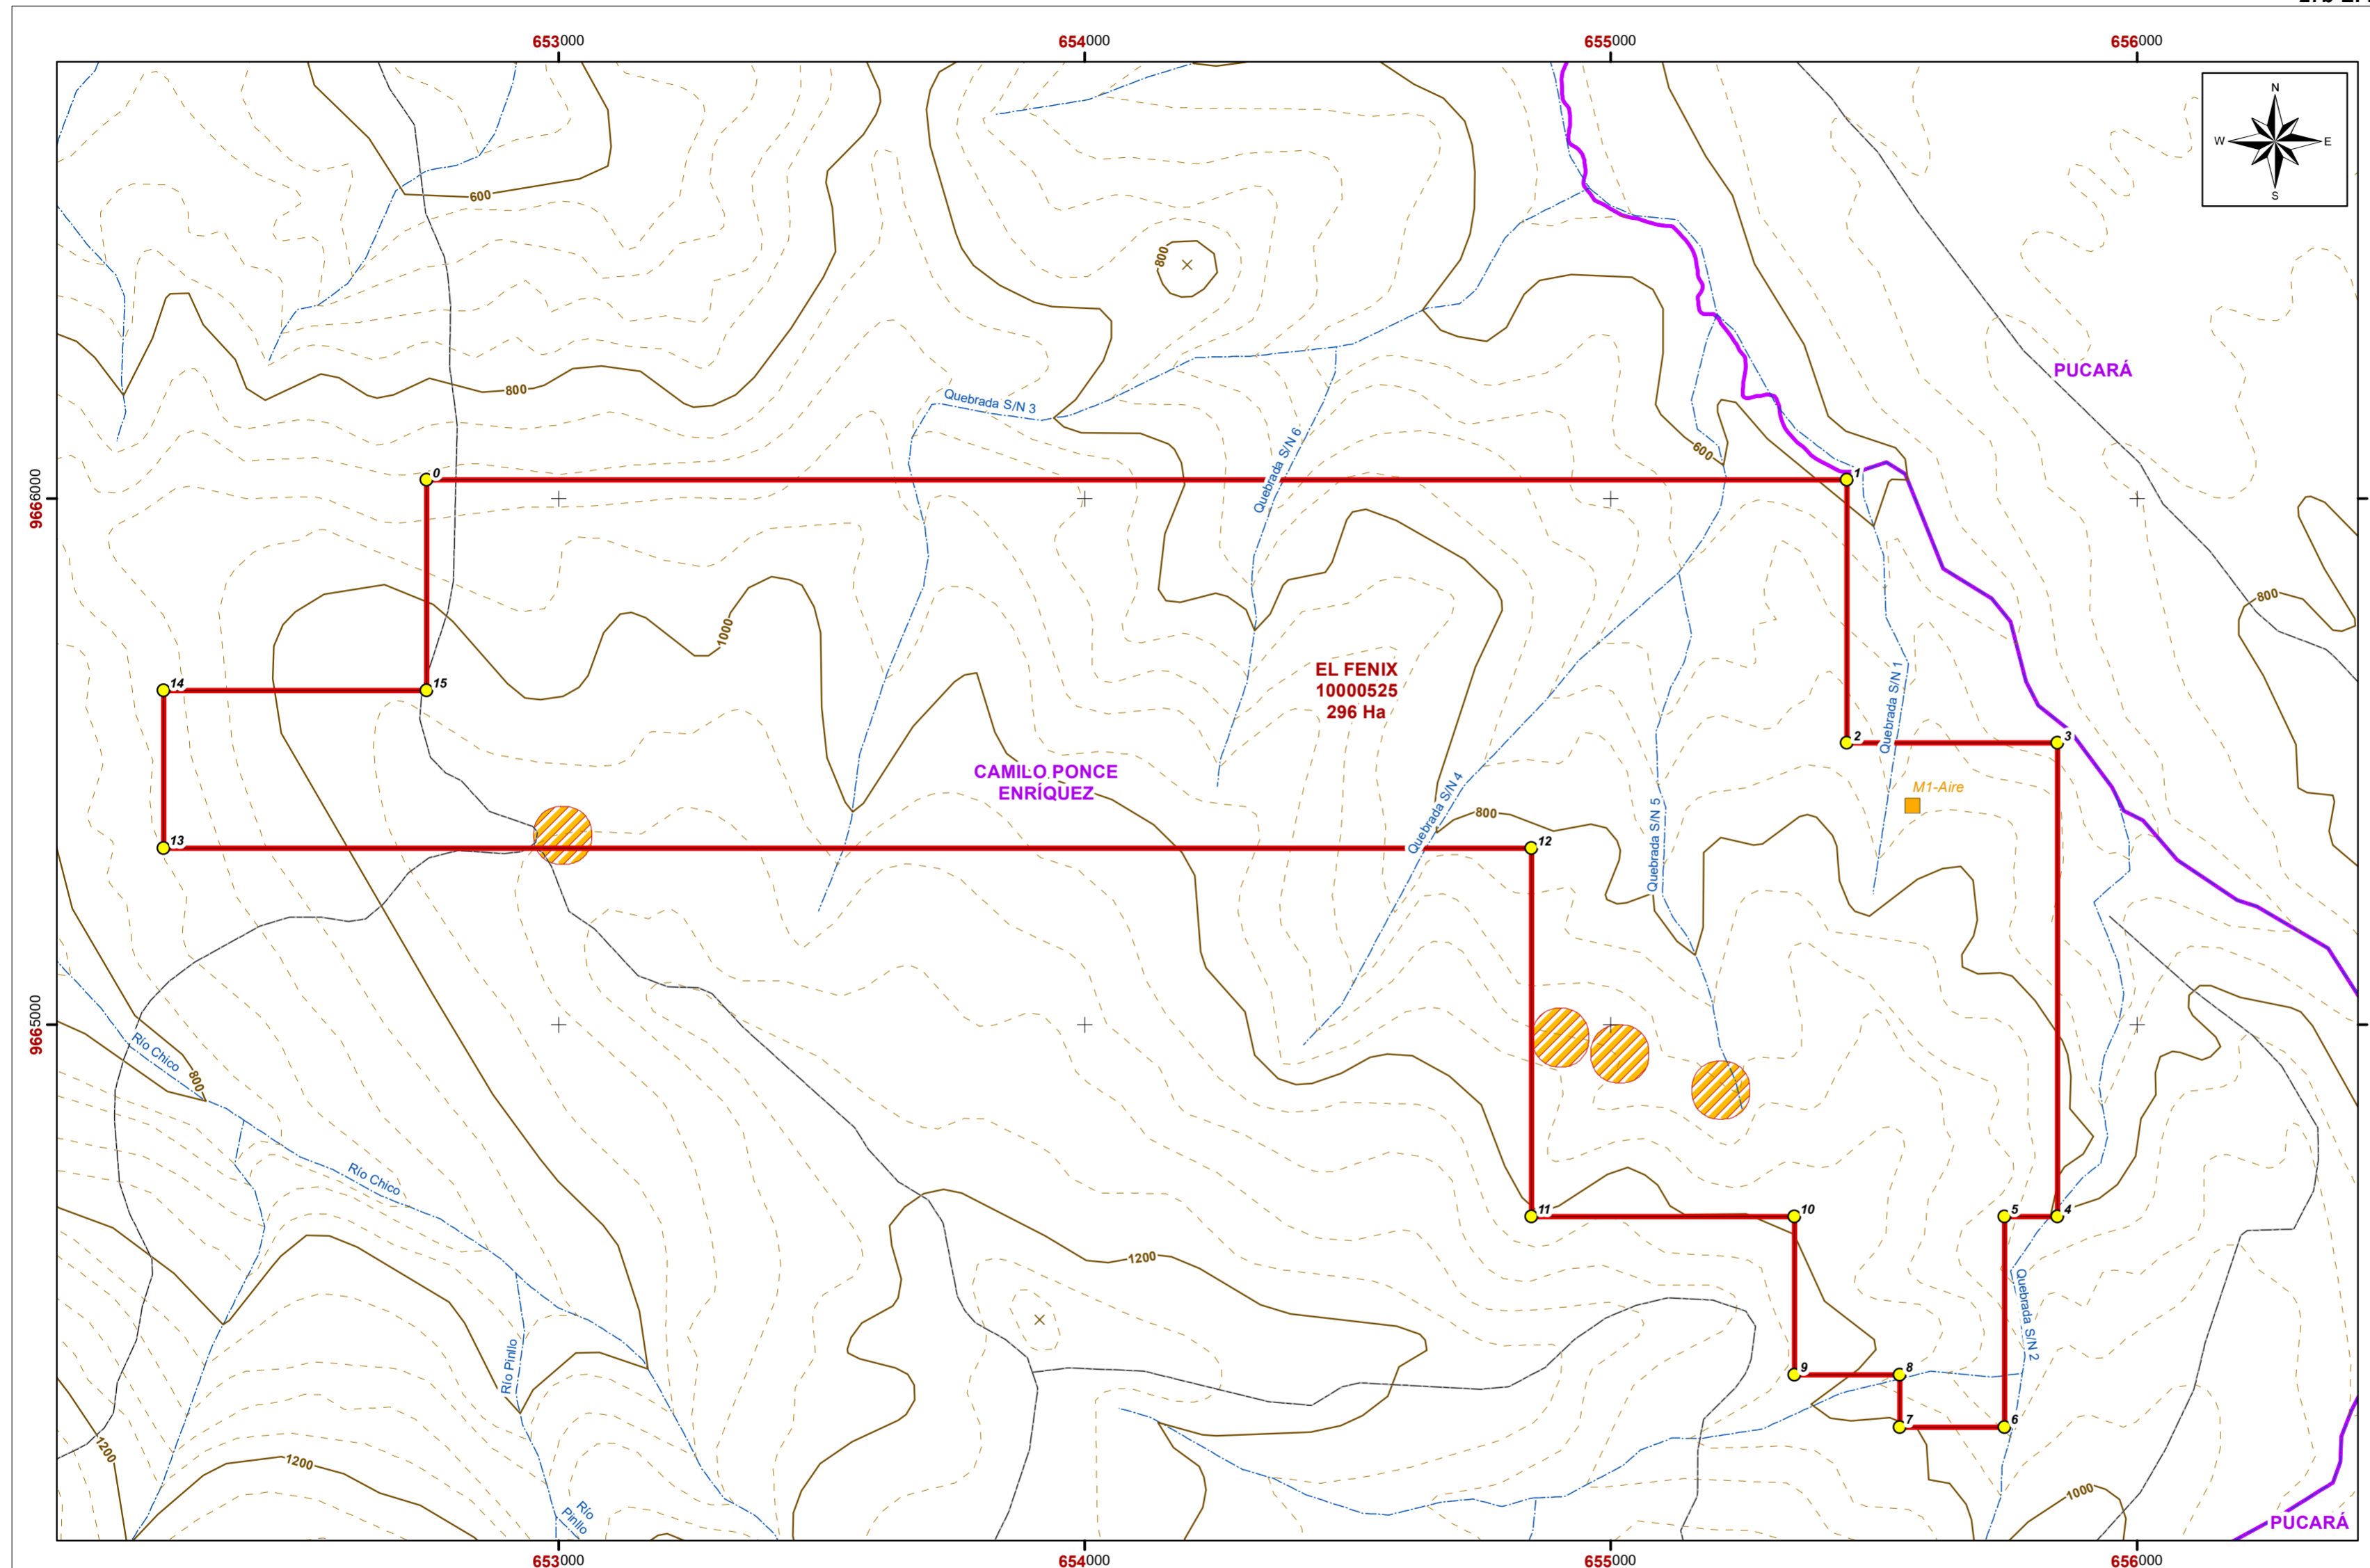 653000
654000
655000
656000
N
W
E
S
600
800
PUCARÁ
800
Quebrada S/N 3
Quebrada S/N 6
600
0
1
9666000
800
1000
EL FENIX
10000525
296 Ha
14
15
Quebrada S/N 1
2
3
CAMILO PONCE
ENRÍQUEZ
M1-Aire
Quebrada S/N 4
800
Quebrada S/N 5
13
12
9665000
Río Chico
800
Río Chico
11
10
5
4
1200
Quebrada S/N 2
Río Pinllo
9
8
7
6
1200
1200
1000
Río
Pinllo
PUCARÁ
653000
654000
655000
656000